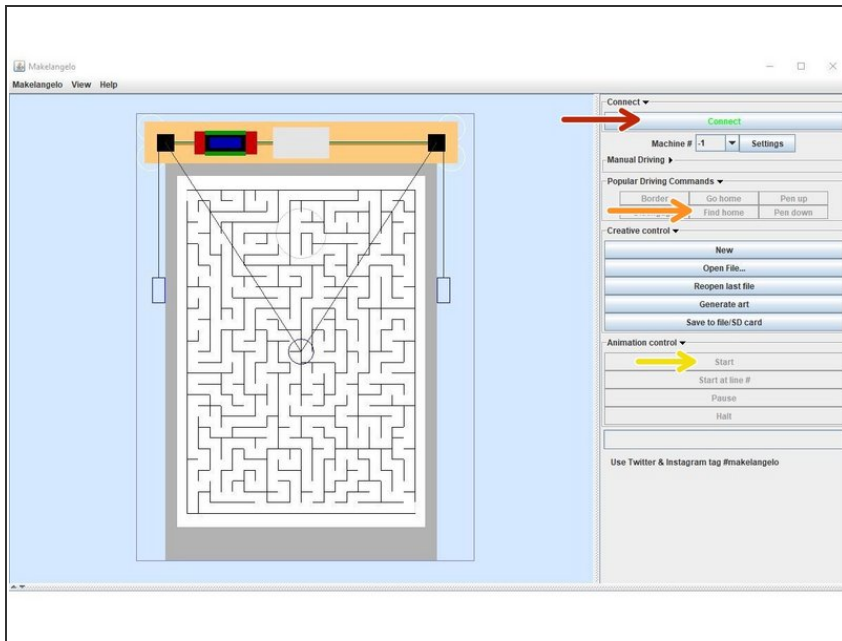 Makelangelo
Makelangelo View Help
Connect
Connect
Machine # -1 Settings
Manual Driving
Popular Driving Commands
Border Go home Pen up
Find home Pen down
Creative control
New
Open File...
Reopen last file
Generate art
Save to file/SD card
Animation control
Start
Start at line #
Pause
Halt
Use Twitter & Instagram tag #makelangelo